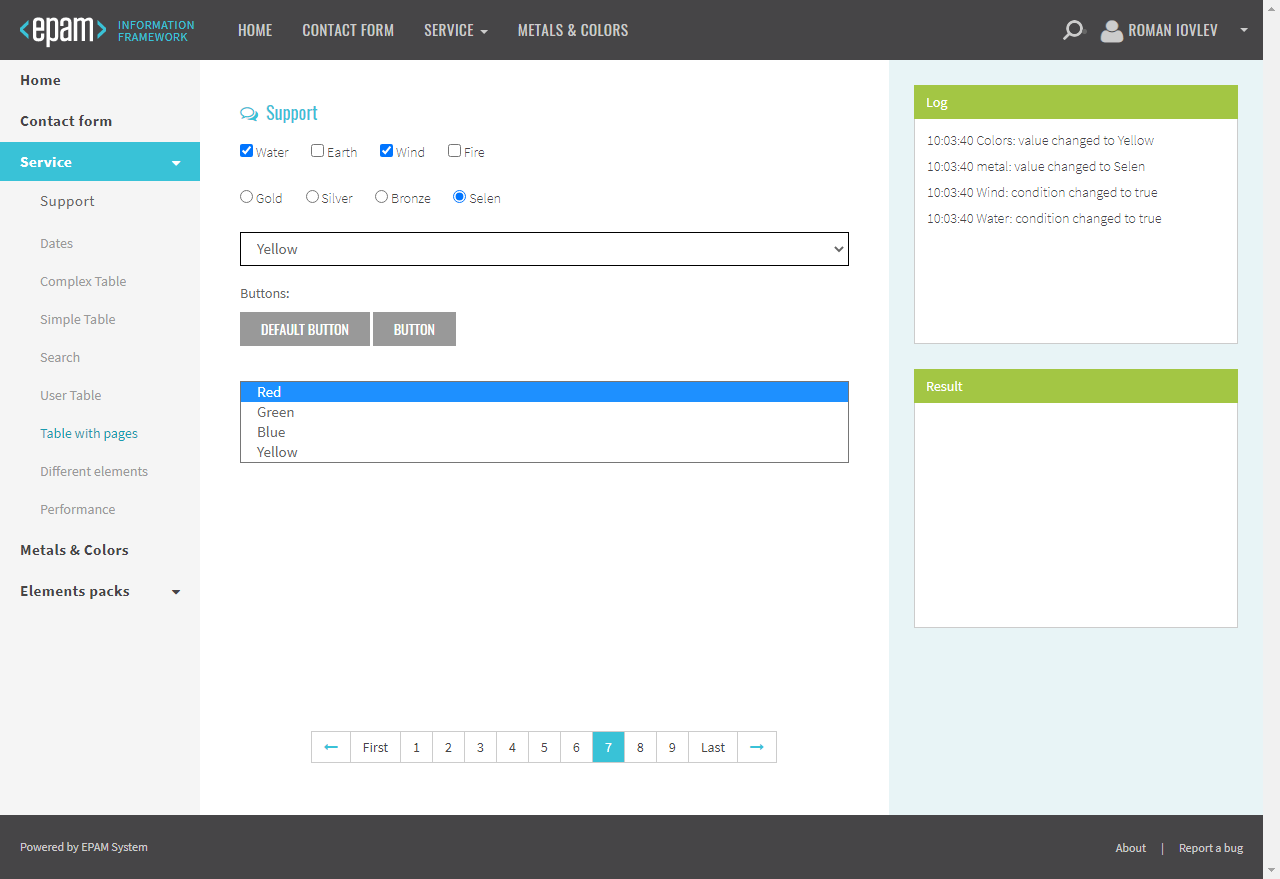 epam INFORMATION
FRAMEWORK
HOME CONTACT FORM SERVICE METALS & COLORS ROMAN IOVLEV
Home
Contact form
Service
Support
Dates
Complex Table
Simple Table
Search
User Table
Table with pages
Different elements
Performance
Metals & Colors
Elements packs
Support
Water Earth Wind Fire
Gold Silver Bronze Selen
Yellow
Buttons:
DEFAULT BUTTON BUTTON
Red
Green
Blue
Yellow
First 1 2 3 4 5 6 7 8 9 Last
Log
10:03:40 Colors: value changed to Yellow
10:03:40 metal: value changed to Selen
10:03:40 Wind: condition changed to true
10:03:40 Water: condition changed to true
Result
Powered by EPAM System
About | Report a bug